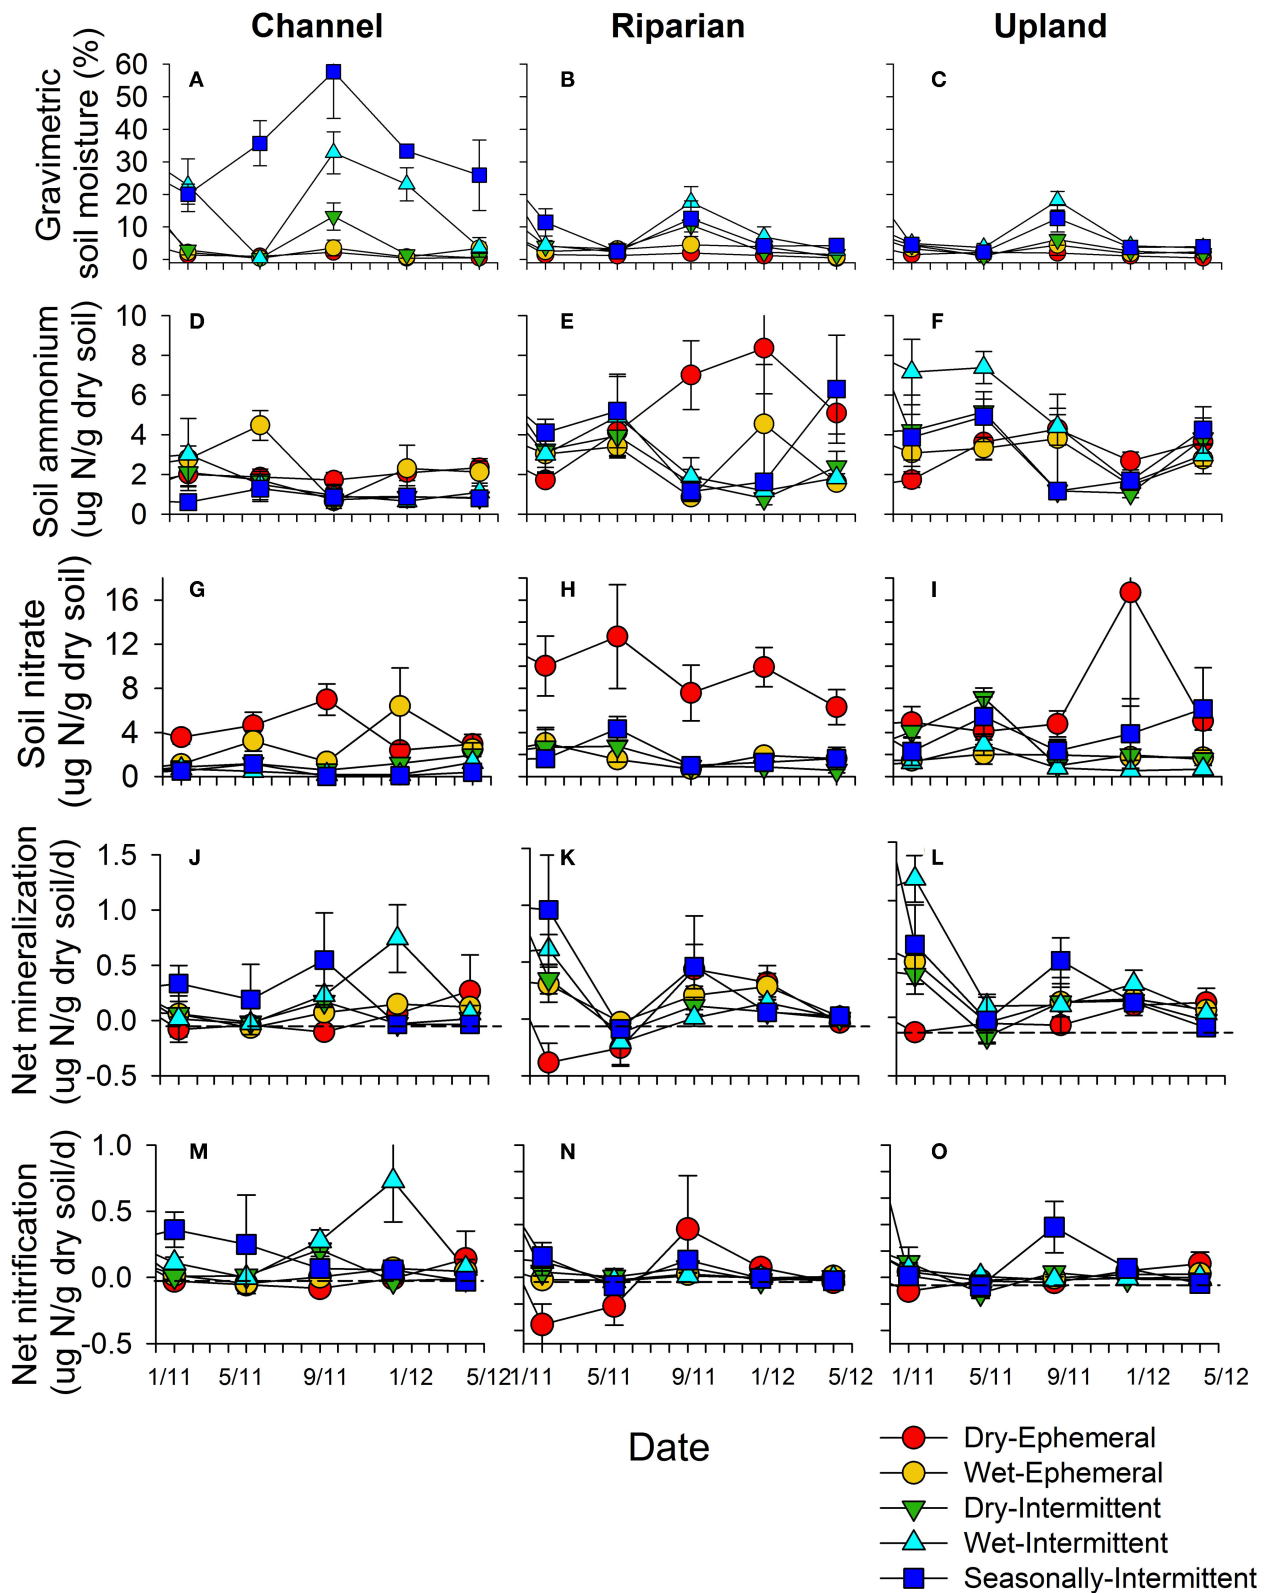 Channel Riparian Upland
Gravimetric
soil moisture (%)
60
50
40
30
20
10
0
A B C
Soil ammonium
(ug N/g dry soil)
10
8
6
4
2
0
D E F
Soil nitrate
(ug N/g dry soil)
16
12
8
4
0
G H I
Net mineralization
(ug N/g dry soil/d)
1.5
1.0
0.5
0.0
-0.5
J K L
Net nitrification
(ug N/g dry soil/d)
1.0
0.5
0.0
-0.5
M N O
1/11 5/11 9/11 1/12 5/12 1/11 5/11 9/11 1/12 5/12 1/11 5/11 9/11 1/12 5/12
Date
Dry-Ephemeral
Wet-Ephemeral
Dry-Intermittent
Wet-Intermittent
Seasonally-Intermittent